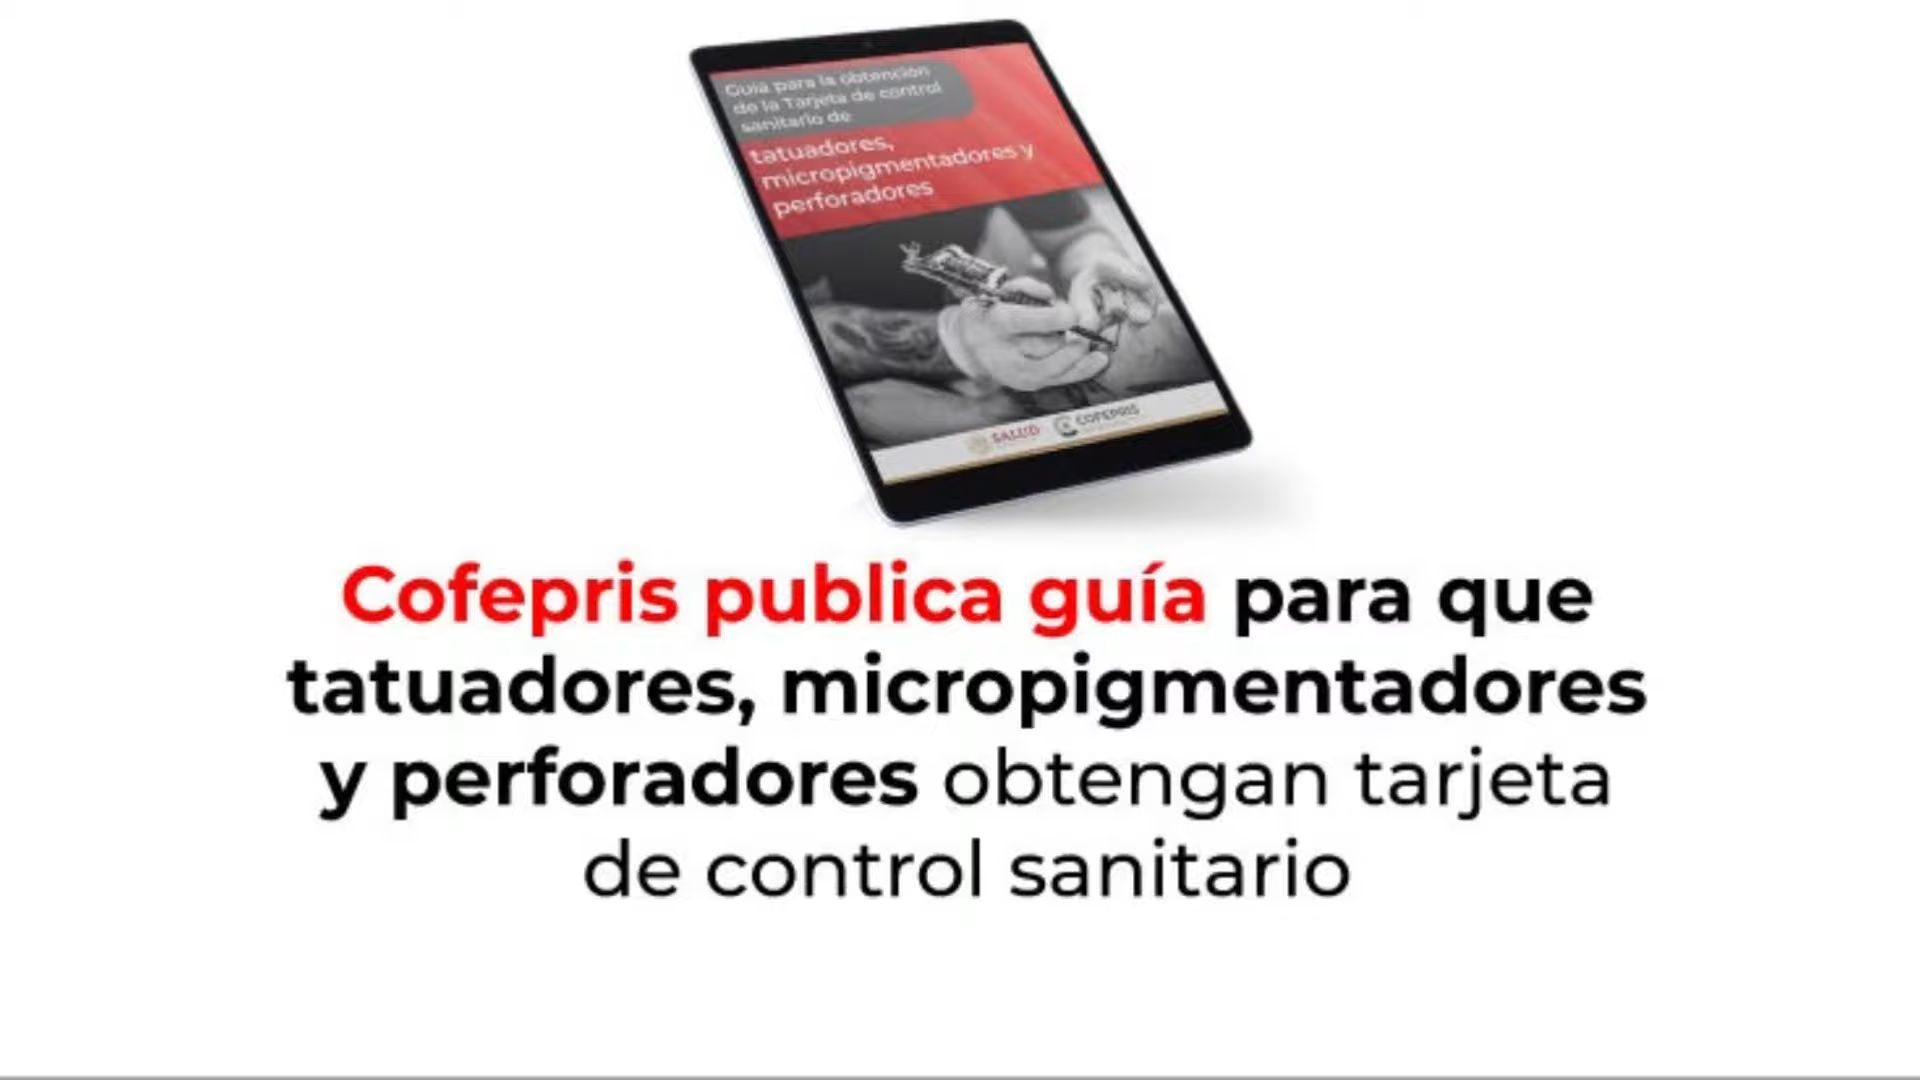 Guía para la obtención
de la Tarjeta de control
sanitario de
tatuadores,
micropigmentadores y
perforadores
SALUD
COFEPRIS
Cofepris publica guía para que
tatuadores, micropigmentadores
y perforadores obtengan tarjeta
de control sanitario